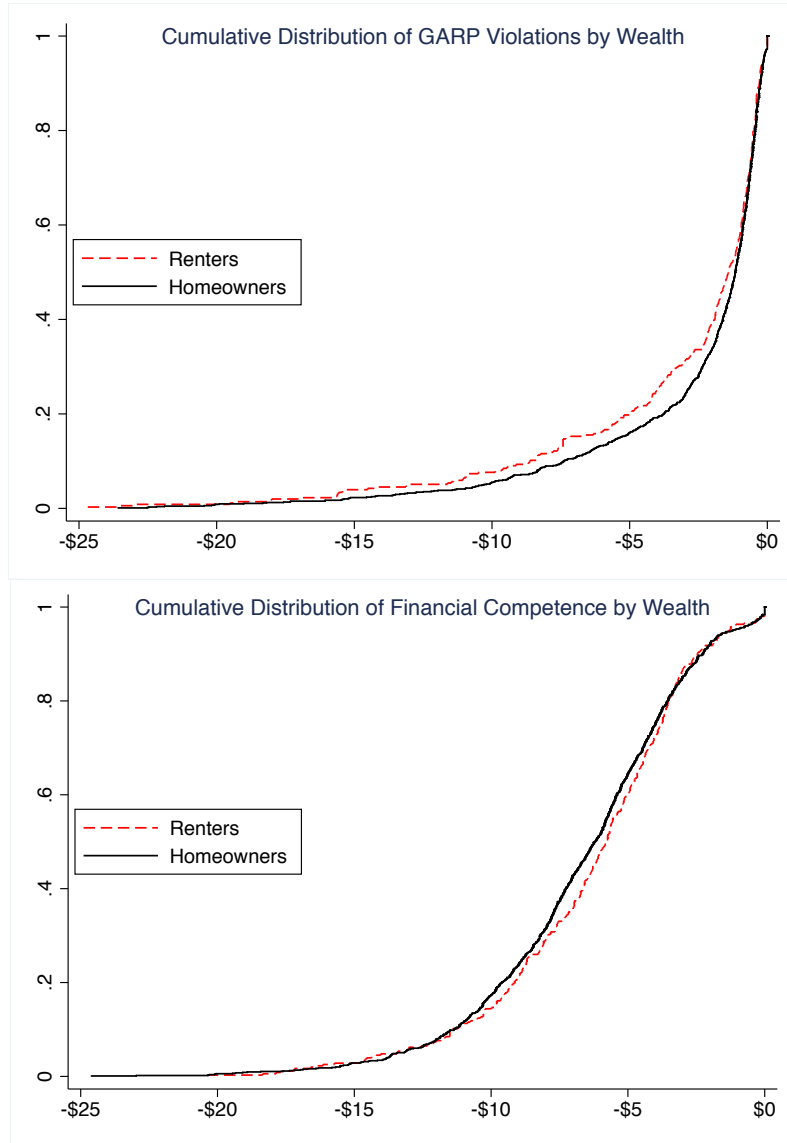 Cumulative Distribution of GARP Violations by Wealth
1
.8
.6
.4
.2
0
Renters
Homeowners
-$25 -$20 -$15 -$10 -$5 $0
Cumulative Distribution of Financial Competence by Wealth
1
.8
.6
.4
.2
0
Renters
Homeowners
-$25 -$20 -$15 -$10 -$5 $0